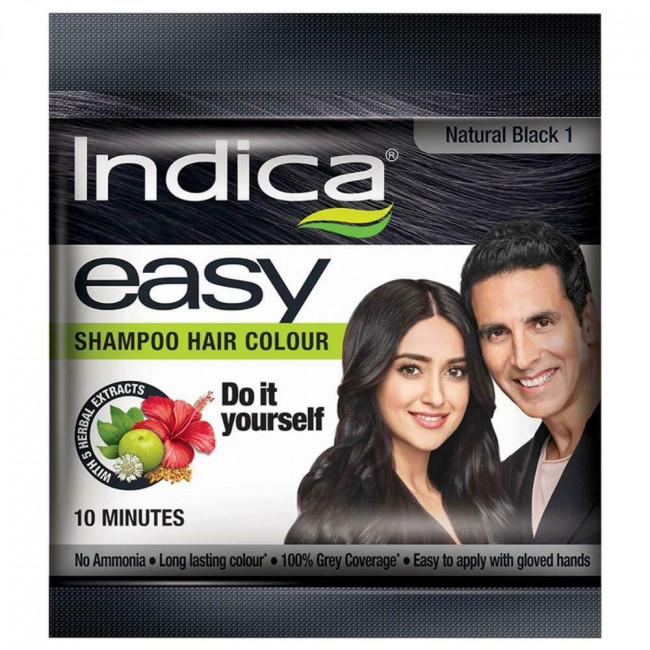 Natural Black 1
Indica®
easy
SHAMPOO HAIR COLOUR
WITH 5 HERBAL EXTRACTS
Do it
yourself
10 MINUTES
No Ammonia • Long lasting colour* • 100% Grey Coverage* • Easy to apply with gloved hands